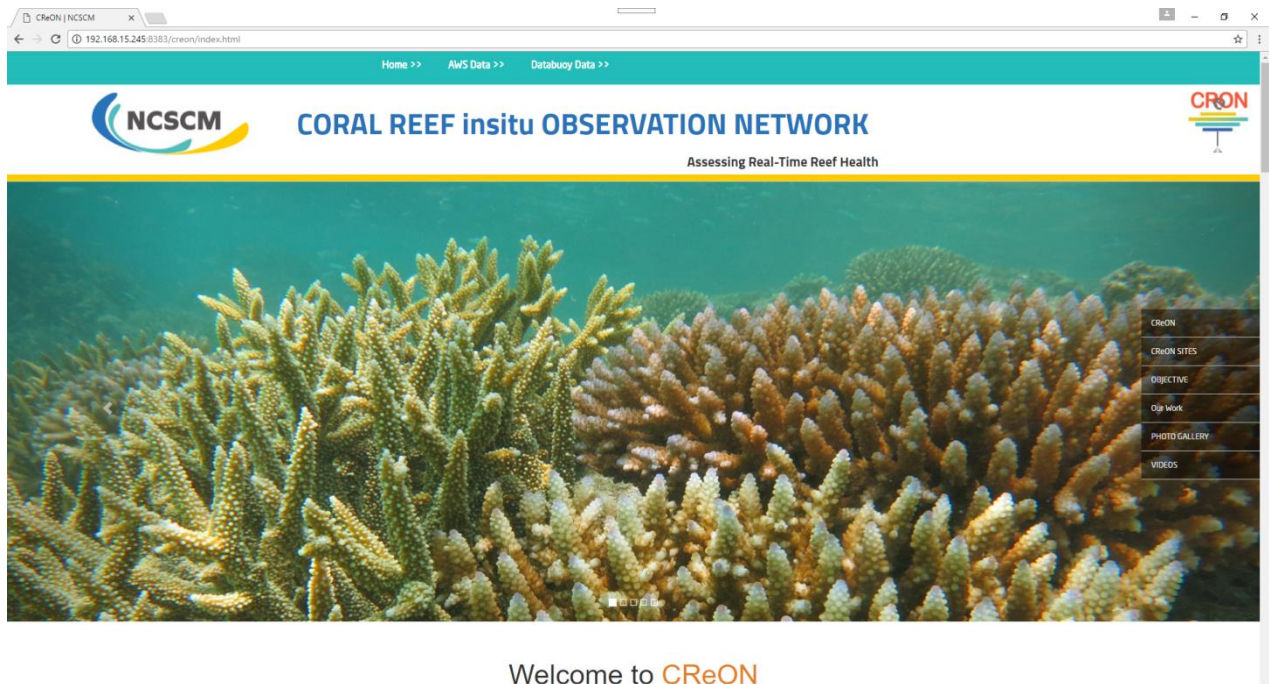 CReON | NCSCM
192.168.15.245:8383/creon/index.html
Home >> AWS Data >> Databuoy Data >>
NCSCM
CORAL REEF insitu OBSERVATION NETWORK
CRON
Assessing Real-Time Reef Health
CReON
CReON SITES
OBJECTIVE
Our Work
PHOTO GALLERY
VIDEOS
Welcome to CReON